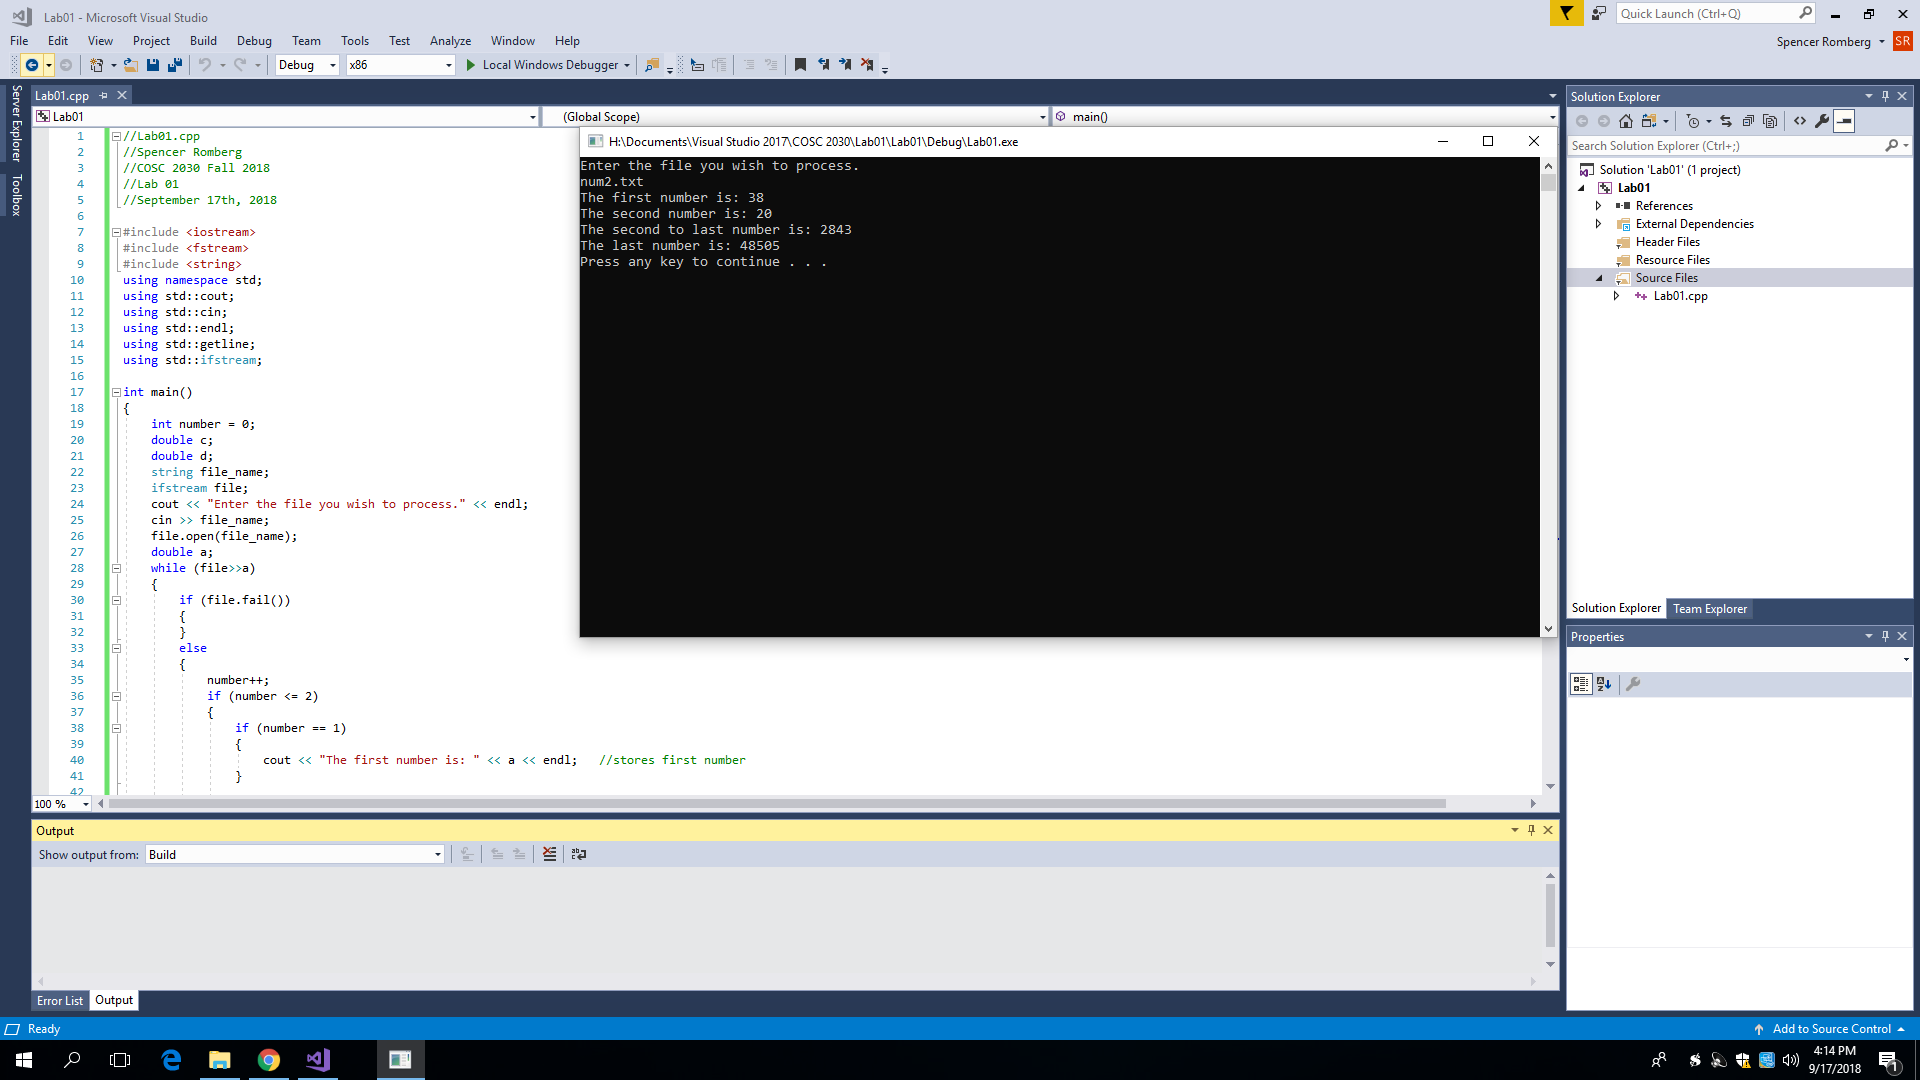 Lab01 - Microsoft Visual Studio
Quick Launch (Ctrl+Q)
File Edit View Project Build Debug Team Tools Test Analyze Window Help
Spencer Romberg SR
Debug x86 Local Windows Debugger
Server Explorer
Toolbox
Lab01.cpp
Lab01 (Global Scope) main()
1 //Lab01.cpp
2 //Spencer Romberg
3 //COSC 2030 Fall 2018
4 //Lab 01
5 //September 17th, 2018
6
7 #include <iostream>
8 #include <fstream>
9 #include <string>
10 using namespace std;
11 using std::cout;
12 using std::cin;
13 using std::endl;
14 using std::getline;
15 using std::ifstream;
16
17 int main()
18 {
19 int number = 0;
20 double c;
21 double d;
22 string file_name;
23 ifstream file;
24 cout << "Enter the file you wish to process." << endl;
25 cin >> file_name;
26 file.open(file_name);
27 double a;
28 while (file>>a)
29 {
30 if (file.fail())
31 {
32 }
33 else
34 {
35 number++;
36 if (number <= 2)
37 {
38 if (number == 1)
39 {
40 cout << "The first number is: " << a << endl; //stores first number
41 }
42
100 %
H:\Documents\Visual Studio 2017\COSC 2030\Lab01\Lab01\Debug\Lab01.exe
Enter the file you wish to process.
num2.txt
The first number is: 38
The second number is: 20
The second to last number is: 2843
The last number is: 48505
Press any key to continue . . .
Solution Explorer
Search Solution Explorer (Ctrl+;)
Solution 'Lab01' (1 project)
Lab01
References
External Dependencies
Header Files
Resource Files
Source Files
Lab01.cpp
Solution Explorer Team Explorer
Properties
Output
Show output from: Build
Error List Output
Ready
Add to Source Control
4:14 PM
9/17/2018
1